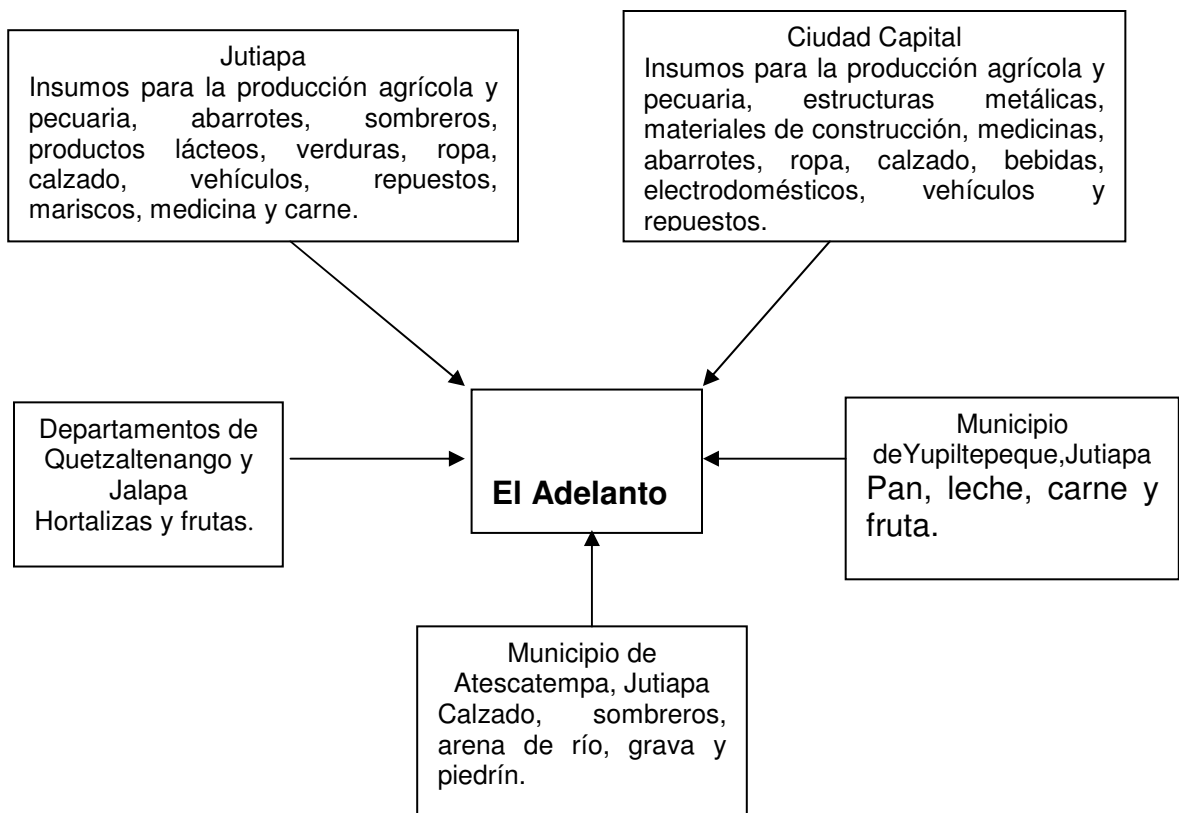 Jutiapa
Insumos para la producción agrícola y
pecuaria, abarrotes, sombreros,
productos lácteos, verduras, ropa,
calzado, vehículos, repuestos,
mariscos, medicina y carne.
Ciudad Capital
Insumos para la producción agrícola y
pecuaria, estructuras metálicas,
materiales de construcción, medicinas,
abarrotes, ropa, calzado, bebidas,
electrodomésticos, vehículos y
repuestos.
Departamentos de
Quetzaltenango y
Jalapa
Hortalizas y frutas.
El Adelanto
Municipio
deYupiltepeque,Jutiapa
Pan, leche, carne y
fruta.
Municipio de
Atescatempa, Jutiapa
Calzado, sombreros,
arena de río, grava y
piedrín.